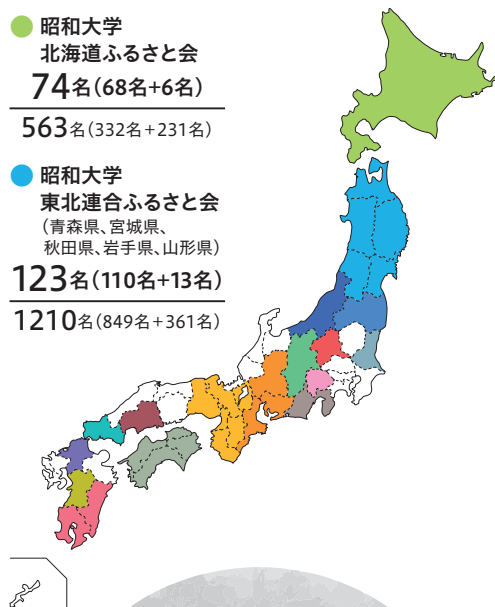 昭和大学
北海道ふるさと会
74名(68名+6名)
563名(332名+231名)
昭和大学
東北連合ふるさと会
(青森県、宮城県、
秋田県、岩手県、山形県)
123名(110名+13名)
1210名(849名+361名)